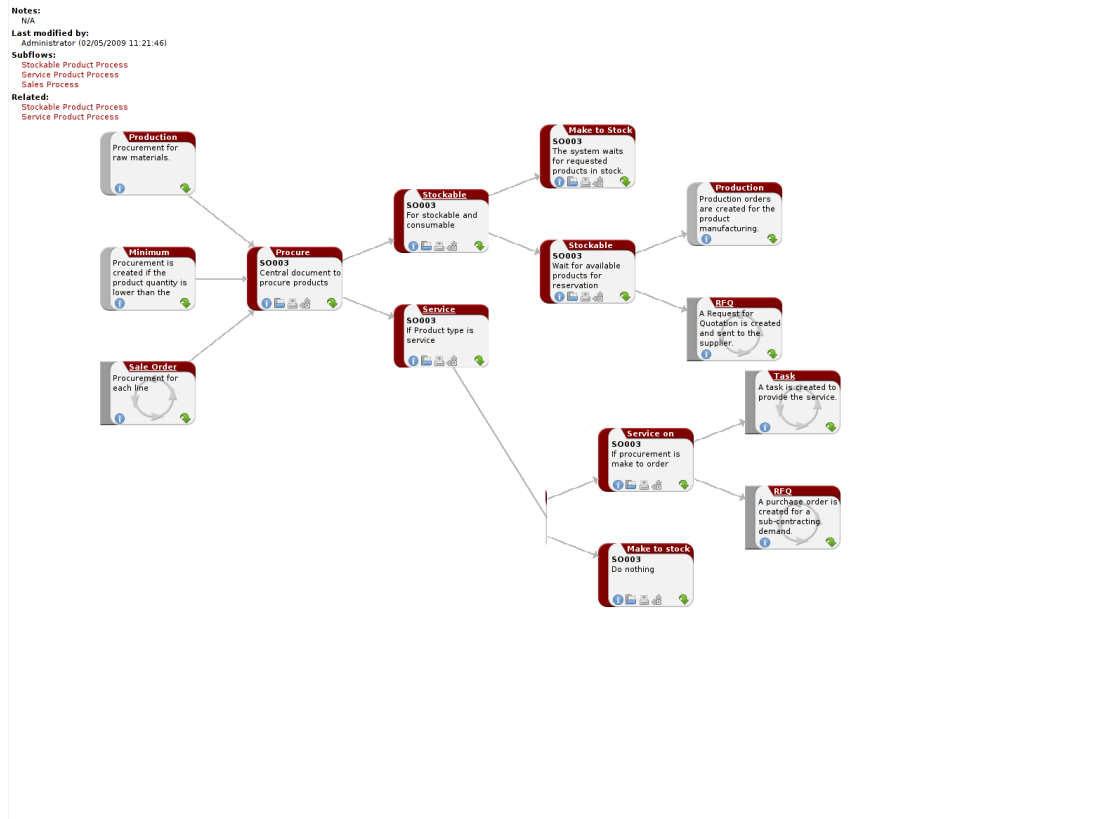 Notes:
N/A
Last modified by:
Administrator (02/05/2009 11:21:46)
Subflows:
Stockable Product Process
Service Product Process
Sales Process
Related:
Stockable Product Process
Service Product Process
Production
Procurement for
raw materials.
Minimum
Procurement is
created if the
product quantity is
lower than the
Sale Order
Procurement for
each line
Procure
SO003
Central document to
procure products
Stockable
SO003
For stockable and
consumable
Service
SO003
If Product type is
service
Make to Stock
SO003
The system waits
for requested
products in stock.
Stockable
SO003
Wait for available
products for
reservation
Production
Production orders
are created for the
product
manufacturing.
RFQ
A Request for
Quotation is created
and sent to the
supplier.
Task
A task is created to
provide the service.
Service on
SO003
If procurement is
make to order
RFQ
A purchase order is
created for a
sub-contracting
demand.
Make to stock
SO003
Do nothing